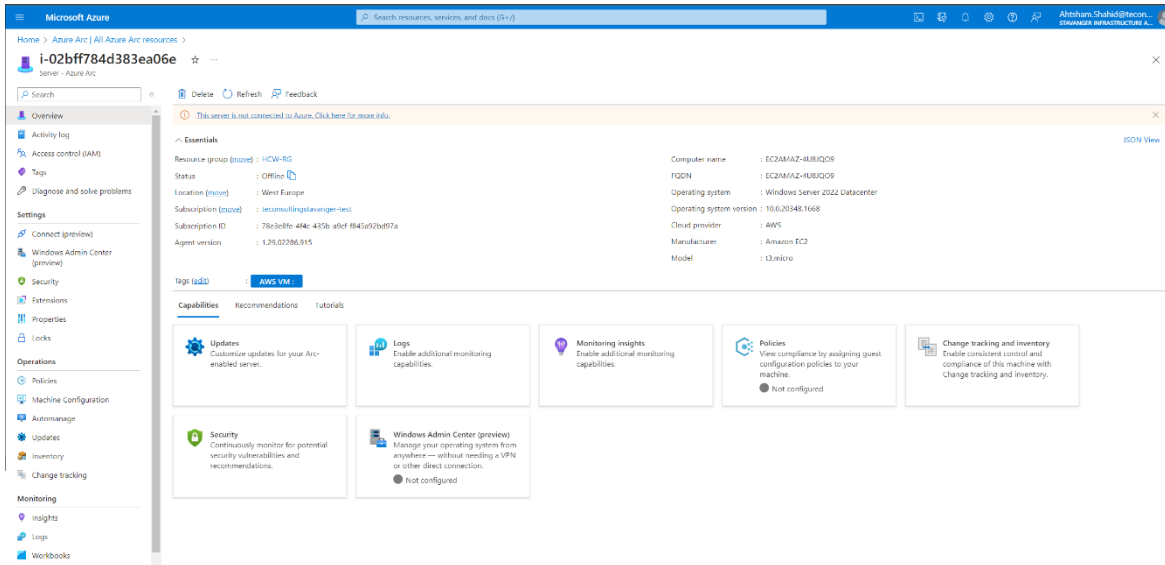 Microsoft Azure
Search resources, services, and docs (G+/)
Ahtsham.Shahid@tecon...
STAVANGER INFRASTRUCTURE A...
Home > Azure Arc | All Azure Arc resources >
i-02bff784d383ea06e
Server - Azure Arc
Search
Overview
Activity log
Access control (IAM)
Tags
Diagnose and solve problems
Settings
Connect (preview)
Windows Admin Center
(preview)
Security
Extensions
Properties
Locks
Operations
Policies
Machine Configuration
Automanage
Updates
Inventory
Change tracking
Monitoring
Insights
Logs
Workbooks
Delete Refresh Feedback
This server is not connected to Azure. Click here for more info.
Essentials
JSON View
Resource group (move) : HCW-RG
Status : Offline
Location (move) : West Europe
Subscription (move) : teconsultingstavanger-test
Subscription ID : 78e3e8fe-4f4c-435b-a9cf-f845a92bd97a
Agent version : 1.29.02286.915
Computer name : EC2AMAZ-4U8JQO9
FQDN : EC2AMAZ-4U8JQO9
Operating system : Windows Server 2022 Datacenter
Operating system version : 10.0.20348.1668
Cloud provider : AWS
Manufacturer : Amazon EC2
Model : t3.micro
Tags (edit) : AWS VM :
Capabilities Recommendations Tutorials
Updates
Customize updates for your Arc-
enabled server.
Logs
Enable additional monitoring
capabilities.
Monitoring insights
Enable additional monitoring
capabilities.
Policies
View compliance by assigning guest
configuration policies to your
machine.
Not configured
Change tracking and inventory
Enable consistent control and
compliance of this machine with
Change tracking and inventory.
Security
Continuously monitor for potential
security vulnerabilities and
recommendations.
Windows Admin Center (preview)
Manage your operating system from
anywhere — without needing a VPN
or other direct connection.
Not configured